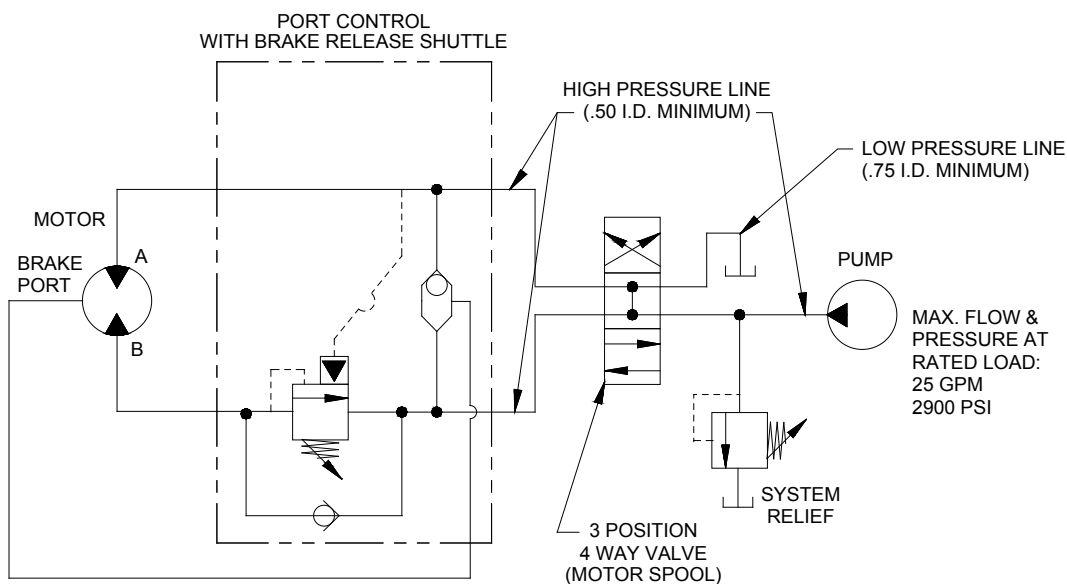 PORT CONTROL
WITH BRAKE RELEASE SHUTTLE
HIGH PRESSURE LINE
(.50 I.D. MINIMUM)
LOW PRESSURE LINE
(.75 I.D. MINIMUM)
MOTOR
A
BRAKE
PORT
B
PUMP
MAX. FLOW &
PRESSURE AT
RATED LOAD:
25 GPM
2900 PSI
SYSTEM
RELIEF
3 POSITION
4 WAY VALVE
(MOTOR SPOOL)